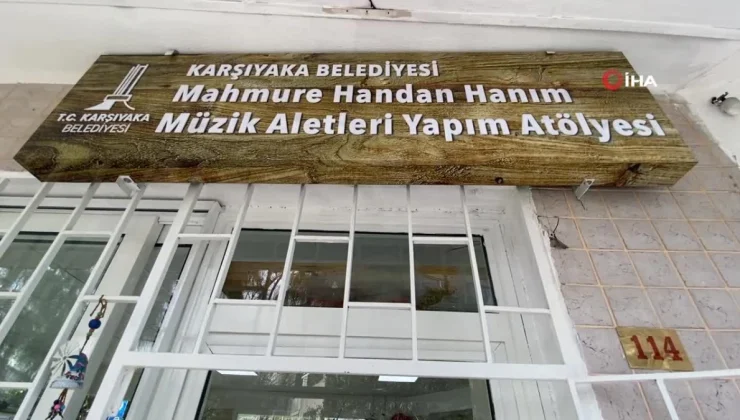 KARŞIYAKA BELEDİYESİ
Mahmure Handan Hanım
Müzik Aletleri Yapım Atölyesi
T.C. KARŞIYAKA
BELEDİYESİ
İHA
114